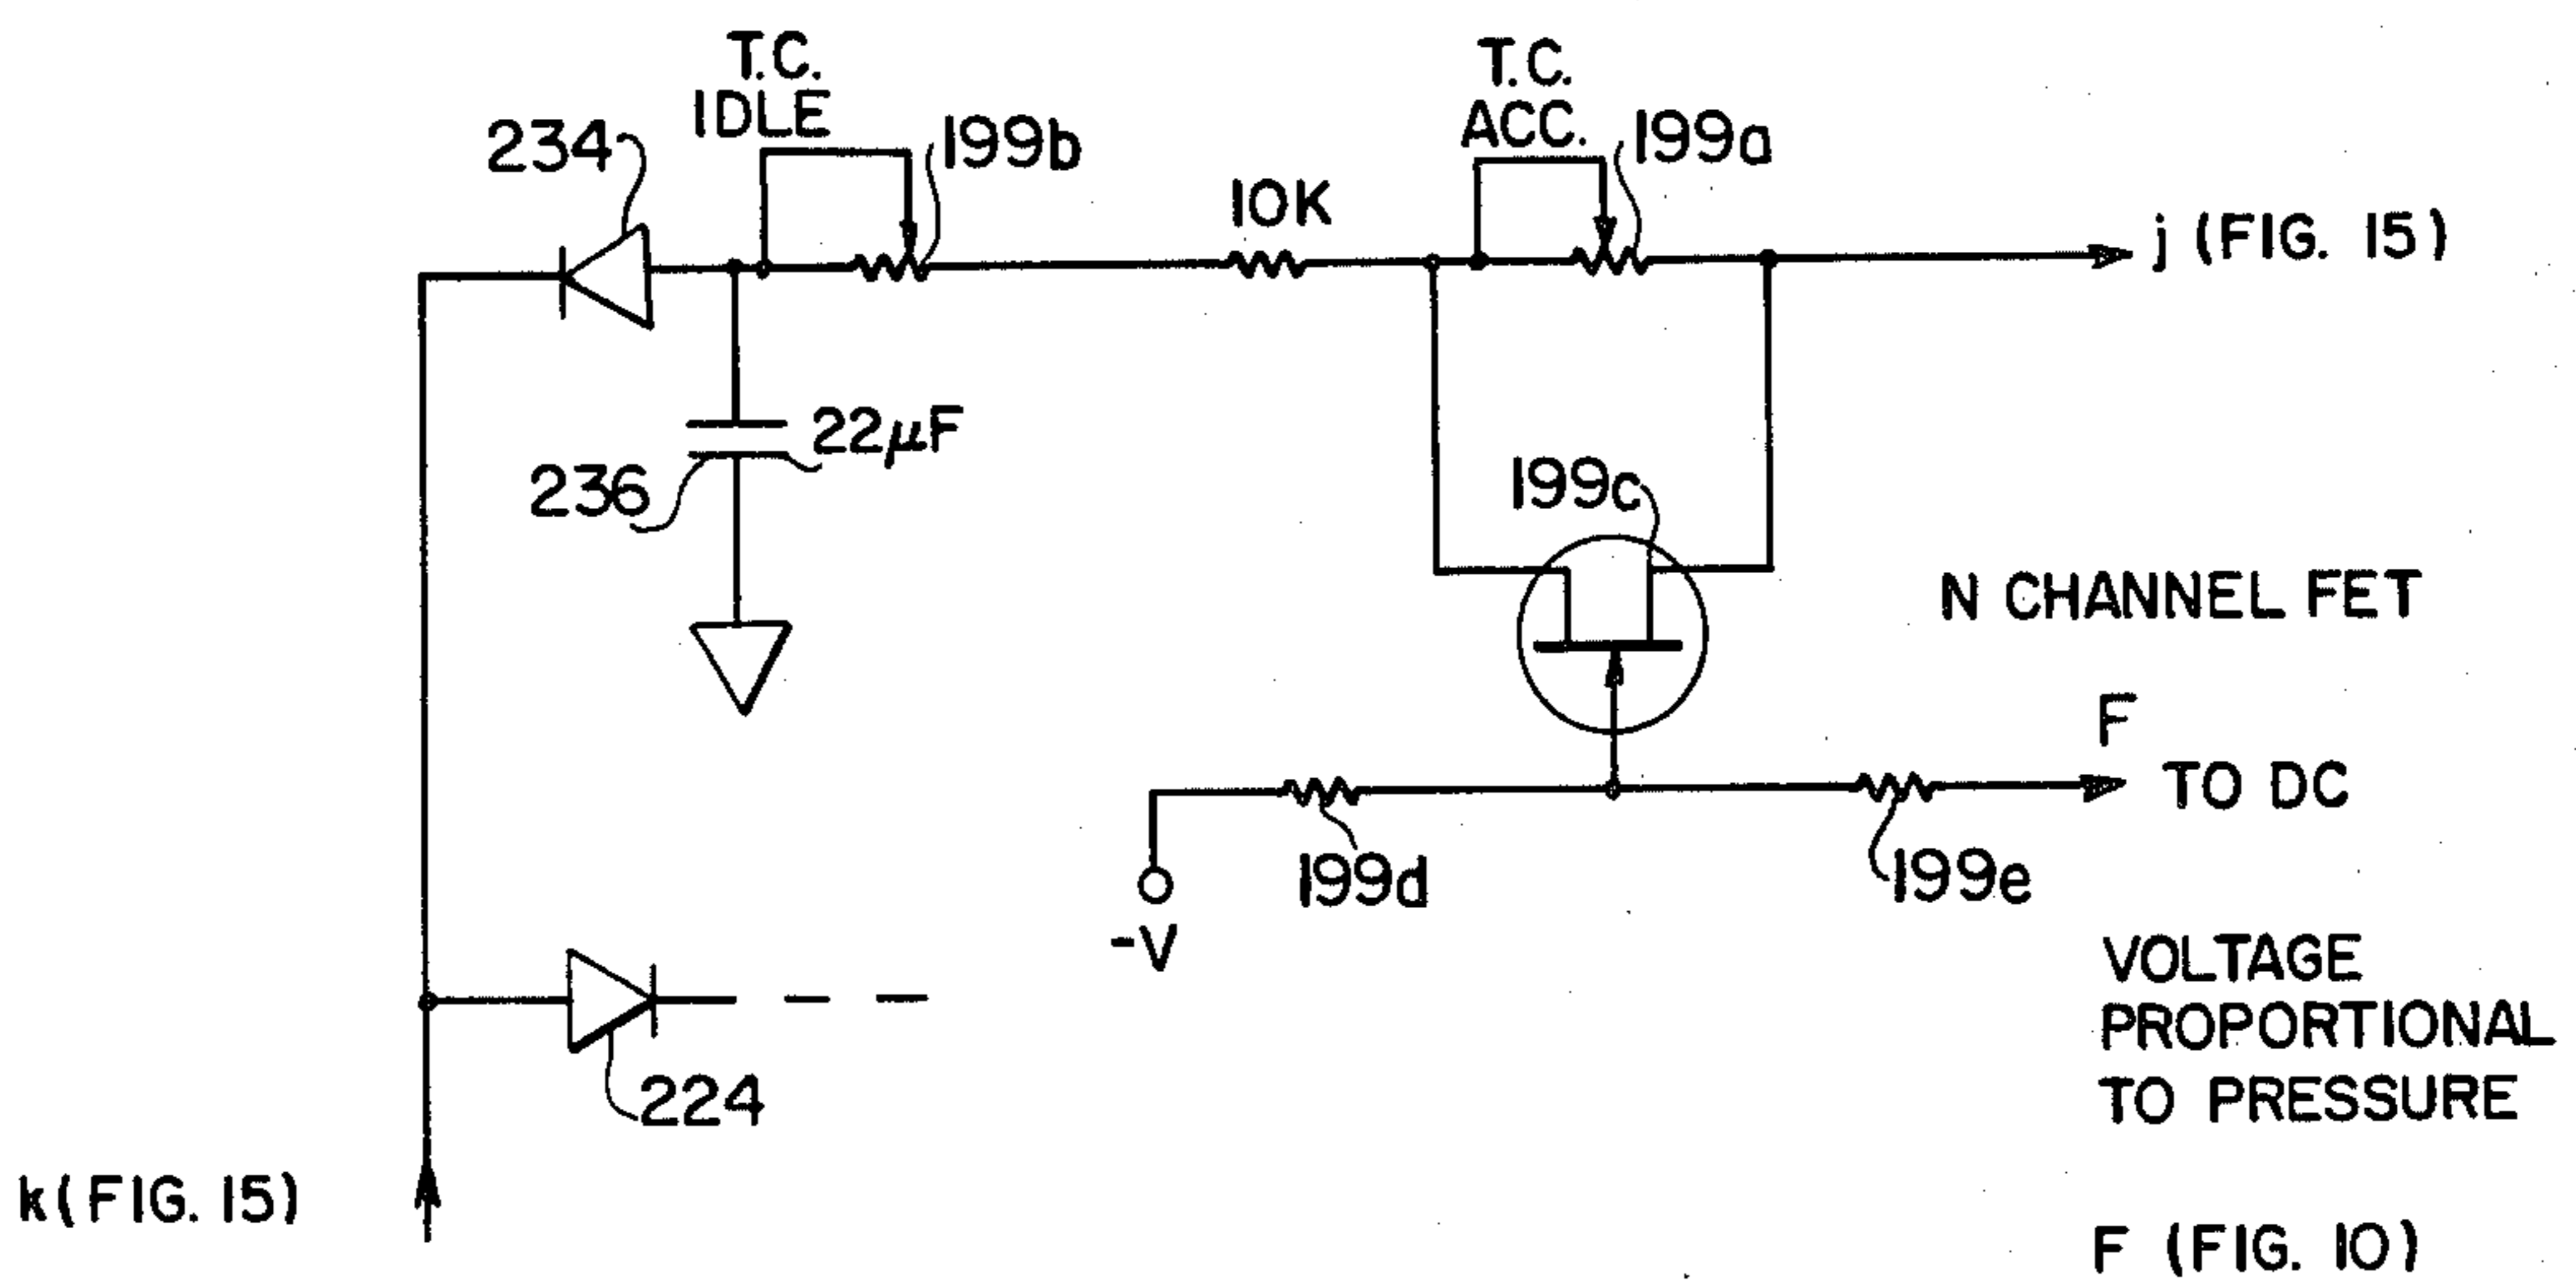 T.C.
IDLE
234
199b
10K
T.C.
ACC.
199a
j (FIG. 15)
22μF
236
199c
N CHANNEL FET
F
TO DC
199d
199e
-V
VOLTAGE
PROPORTIONAL
TO PRESSURE
224
k(FIG. 15)
F (FIG. 10)